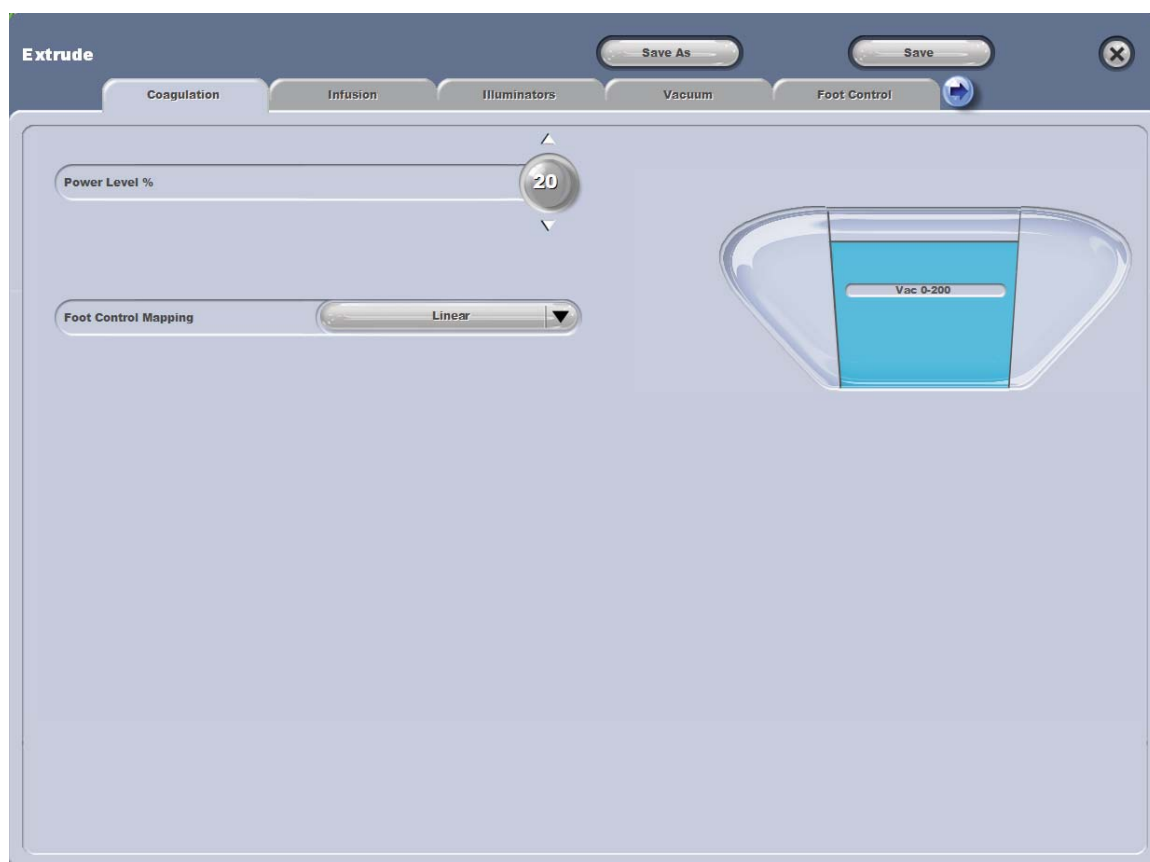 Extrude
Save As
Save
Coagulation
Infusion
Illuminators
Vacuum
Foot Control
Power Level %
20
Vac 0-200
Foot Control Mapping
Linear